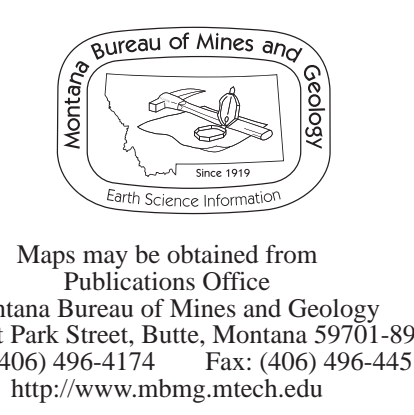 Montana Bureau of Mines and Geology
Since 1919
Earth Science Information
Maps may be obtained from
Publications Office
ntana Bureau of Mines and Geology
t Park Street, Butte, Montana 59701-89
406) 496-4174 Fax: (406) 496-445
http://www.mbmg.mtech.edu